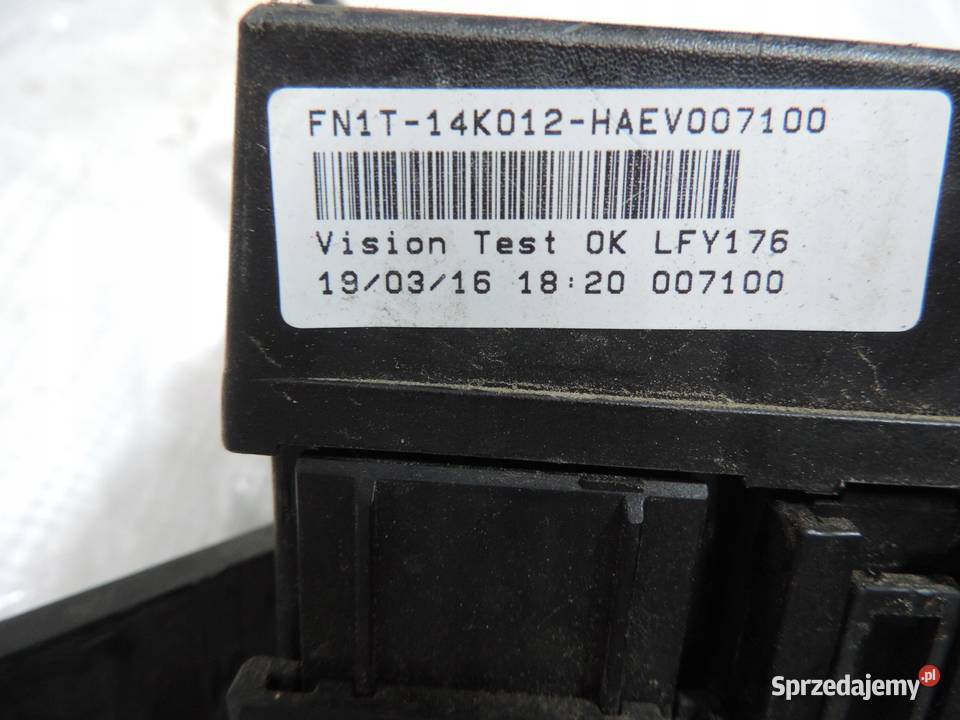 FN1T-14K012-HAEV007100
Vision Test OK LFY176
19/03/16 18:20 007100
Sprzedajemy.pl